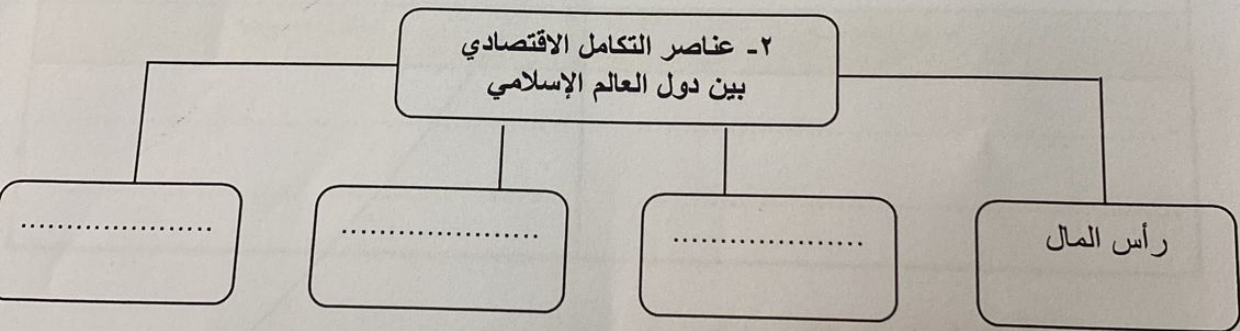 ٢- عناصر التكامل الاقتصادي
بين دول العالم الإسلامي
رأس المال
.....................
.....................
.....................